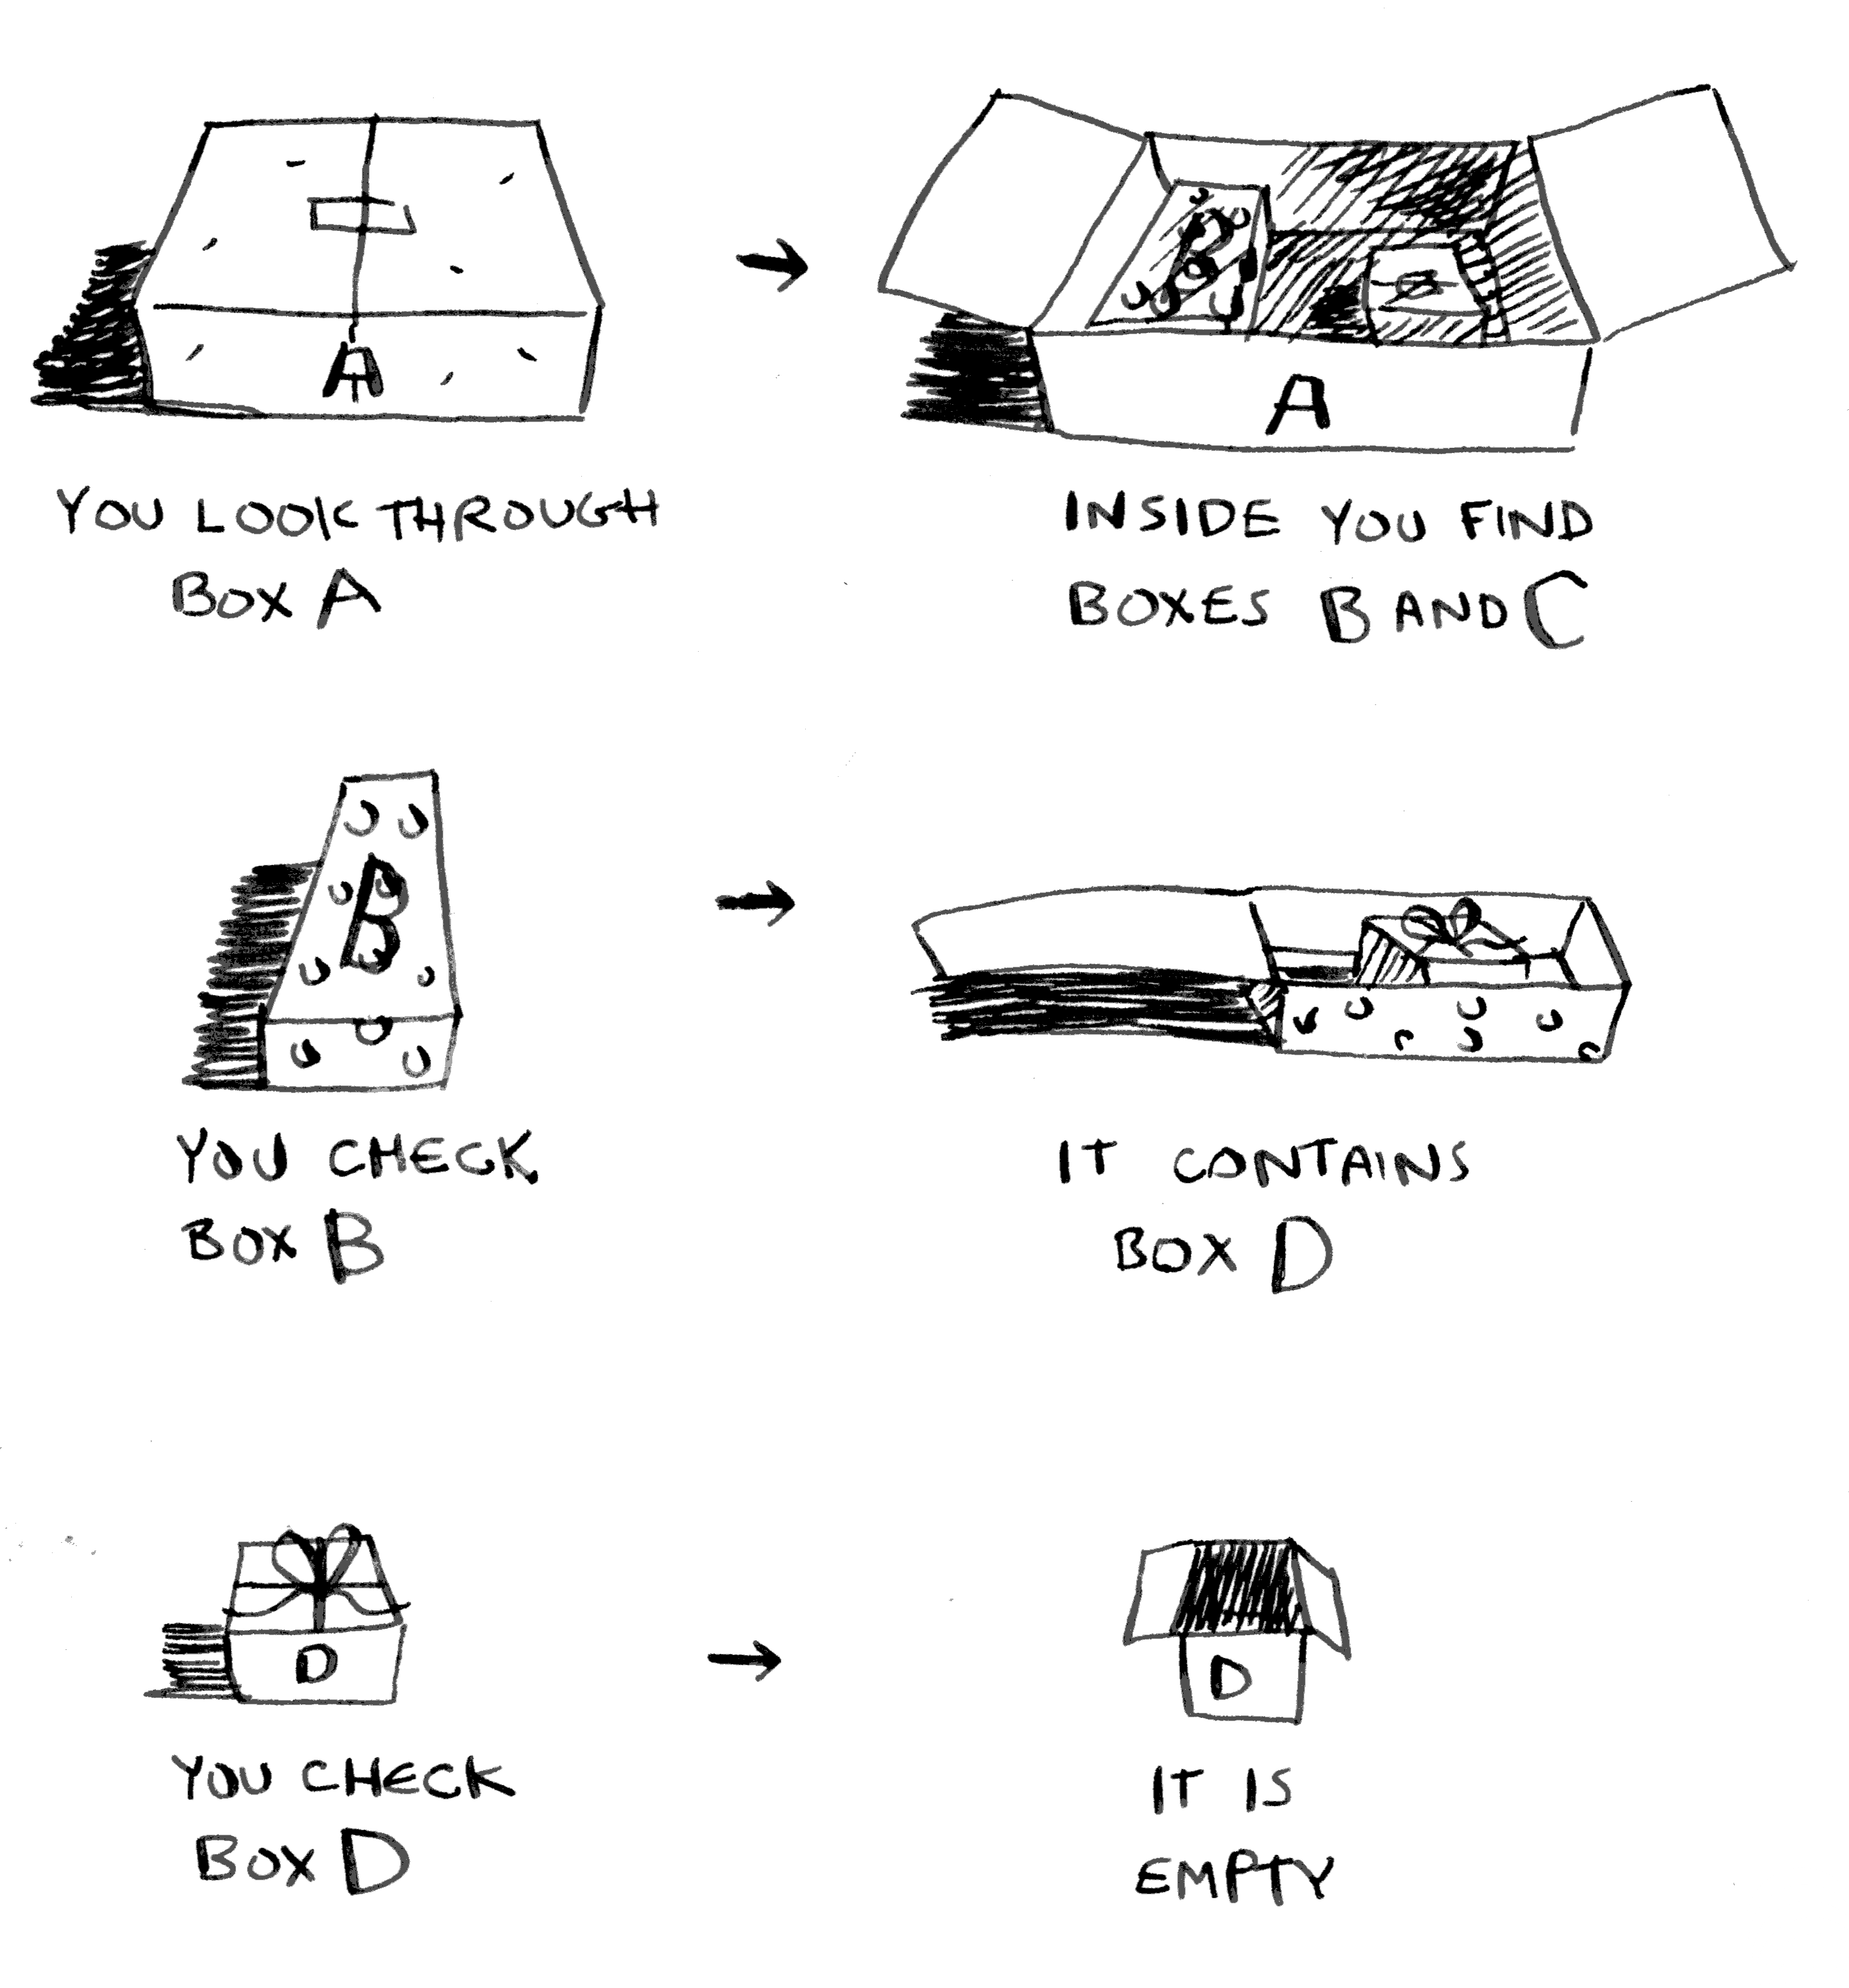 A
A
B
YOU LOOK THROUGH
BOX A
INSIDE YOU FIND
BOXES B AND C
B
YOU CHECK
BOX B
IT CONTAINS
BOX D
D
D
YOU CHECK
BOX D
IT IS
EMPTY